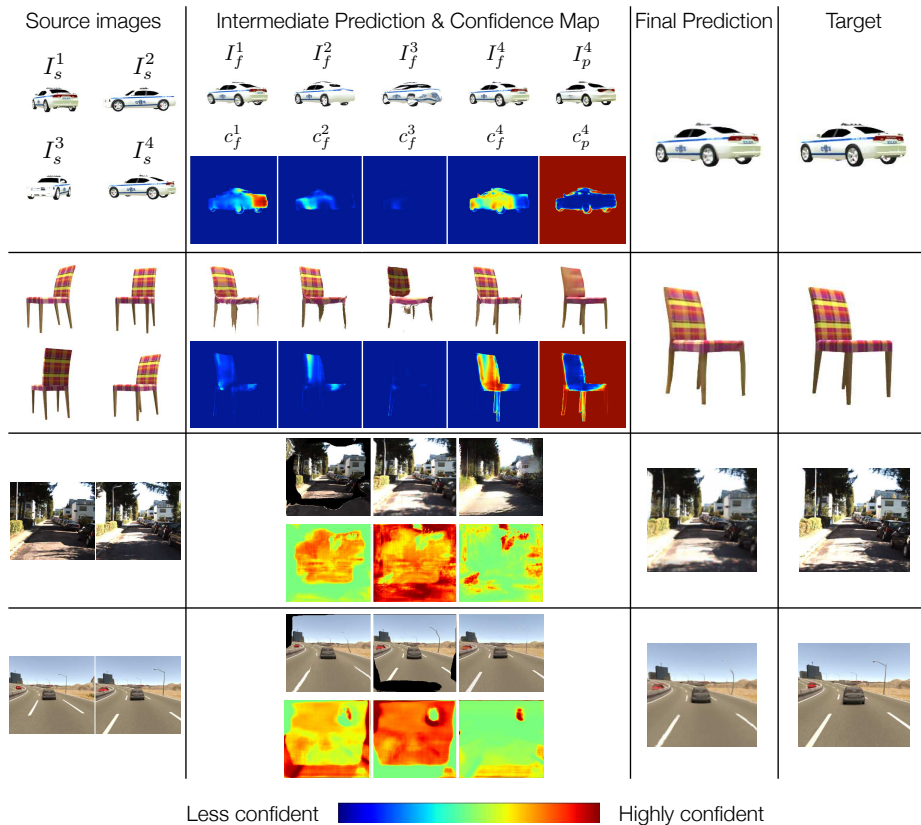 Source images Intermediate Prediction & Confidence Map Final Prediction Target
I_s^1 I_s^2 I_f^1 I_f^2 I_f^3 I_f^4 I_p^4
I_s^3 I_s^4 c_f^1 c_f^2 c_f^3 c_f^4 c_p^4
Less confident Highly confident